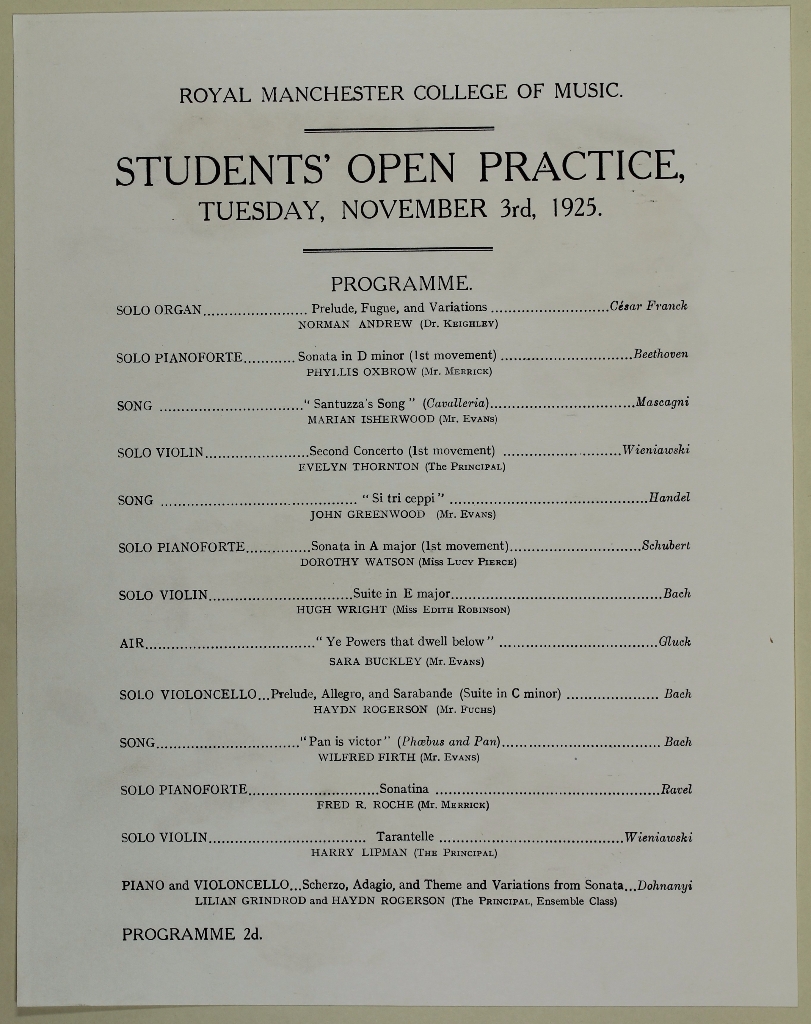 ROYAL MANCHESTER COLLEGE OF MUSIC.
STUDENTS' OPEN PRACTICE,
TUESDAY, NOVEMBER 3rd, 1925.
PROGRAMME.
SOLO ORGAN....................... Prelude, Fugue, and Variations ..........................César Franck
NORMAN ANDREW (Dr. Keighley)
SOLO PIANOFORTE........... Sonata in D minor (1st movement) .............................Beethoven
PHYLLIS OXBROW (Mr. Merrick)
SONG ................................" Santuzza's Song " (Cavalleria)................................Mascagni
MARIAN ISHERWOOD (Mr. Evans)
SOLO VIOLIN.......................Second Concerto (1st movement) ..........................Wieniawski
EVELYN THORNTON (The Principal)
SONG ............................................ " Si tri ceppi " ............................................Handel
JOHN GREENWOOD (Mr. Evans)
SOLO PIANOFORTE..............Sonata in A major (1st movement).............................Schubert
DOROTHY WATSON (Miss Lucy Pierce)
SOLO VIOLIN................................Suite in E major...............................................Bach
HUGH WRIGHT (Miss Edith Robinson)
AIR......................................" Ye Powers that dwell below" ...................................Gluck
SARA BUCKLEY (Mr. Evans)
SOLO VIOLONCELLO...Prelude, Allegro, and Sarabande (Suite in C minor) ..................... Bach
HAYDN ROGERSON (Mr. Fuchs)
SONG................................"Pan is victor" (Phœbus and Pan).................................... Bach
WILFRED FIRTH (Mr. Evans)
SOLO PIANOFORTE.............................Sonatina ..................................................Ravel
FRED R. ROCHE (Mr. Merrick)
SOLO VIOLIN................................... Tarantelle .........................................Wieniawski
HARRY LIPMAN (The Principal)
PIANO and VIOLONCELLO...Scherzo, Adagio, and Theme and Variations from Sonata...Dohnanyi
LILIAN GRINDROD and HAYDN ROGERSON (The Principal, Ensemble Class)
PROGRAMME 2d.